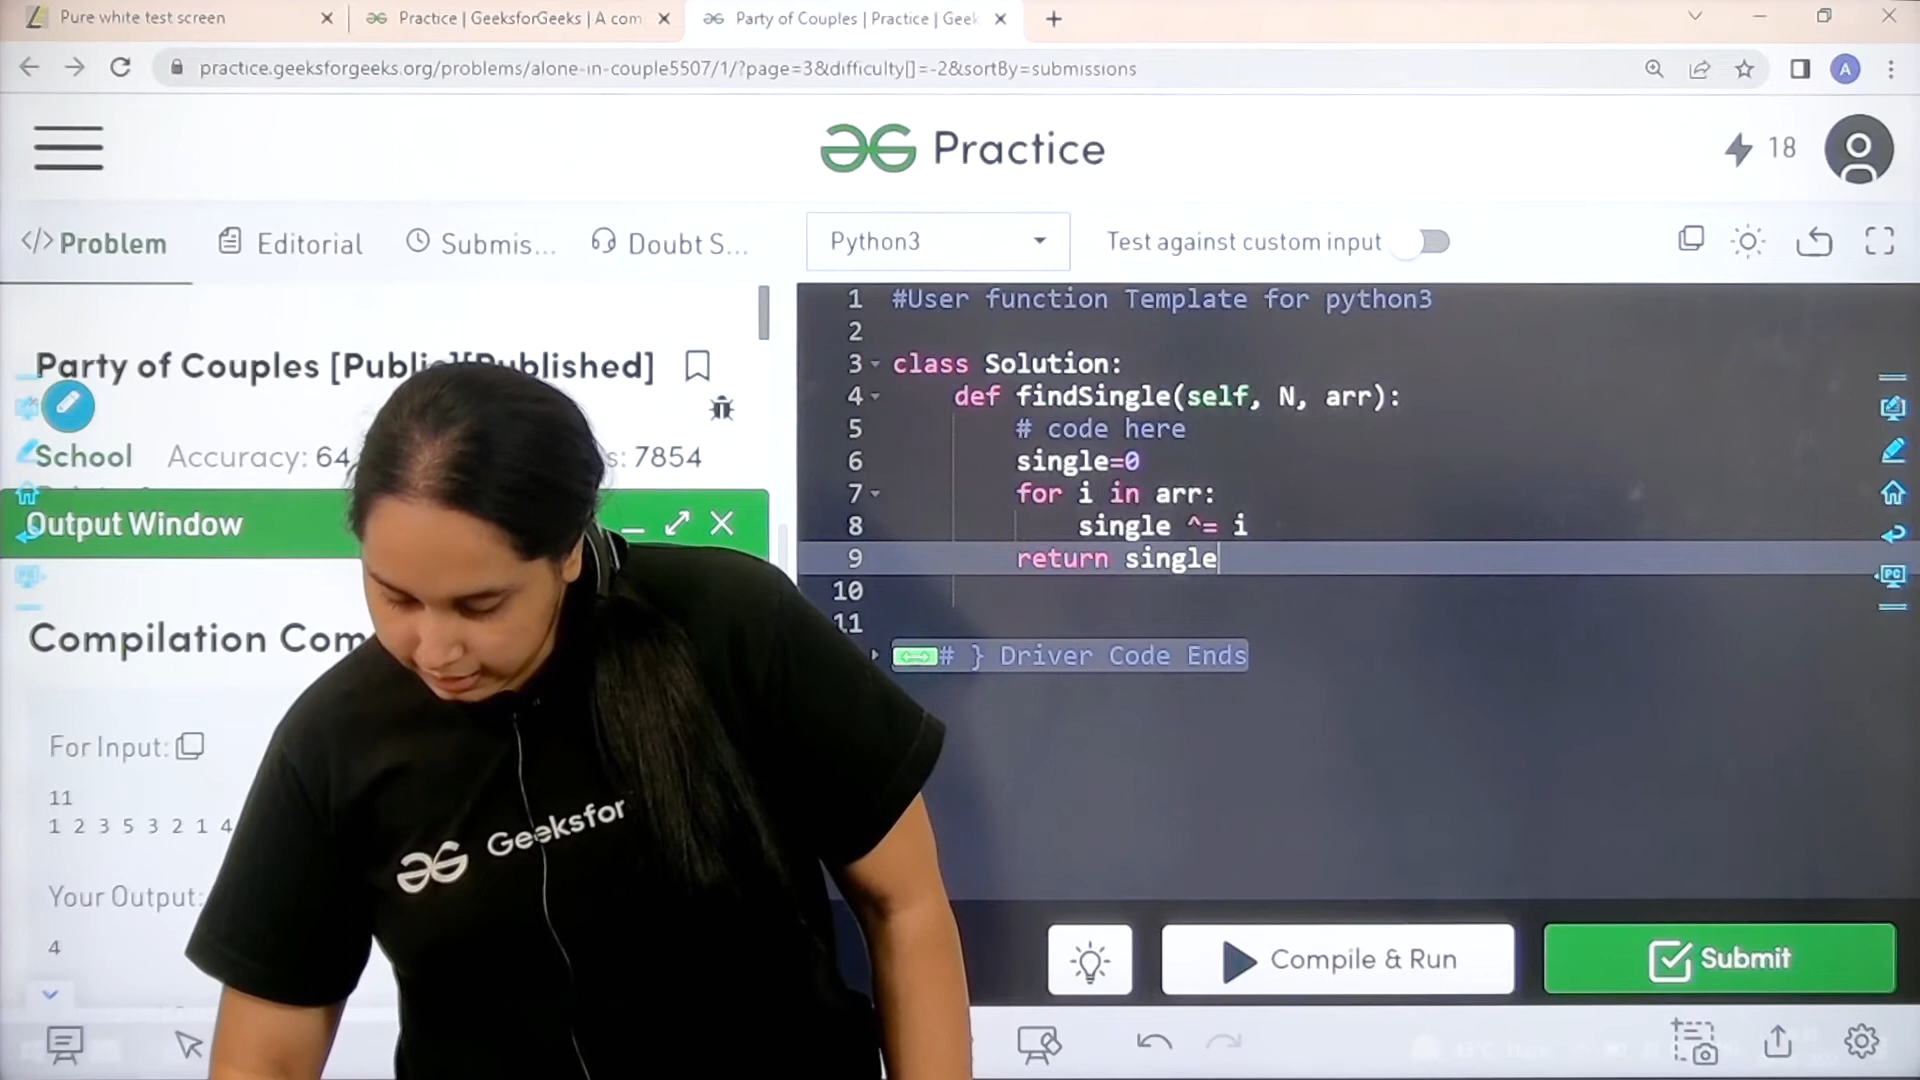 Pure white test screen
Practice | GeeksforGeeks | A com
Party of Couples | Practice | Geek
practice.geeksforgeeks.org/problems/alone-in-couple5507/1/?page=3&difficulty[]=-2&sortBy=submissions
A
Practice
18
</> Problem
Editorial
Submis...
Doubt S...
Python3
Test against custom input
Party of Couples
School Accuracy: 64
7854
Output Window
Compilation Com
For Input:
11
1 2 3 5 3 2 1 4
Your Output:
4
1 #User function Template for python3
2
3 class Solution:
4 def findSingle(self, N, arr):
5 # code here
6 single=0
7 for i in arr:
8 single ^= i
9 return single
10
11
# } Driver Code Ends
Compile & Run
Submit
Geeksfor
PC